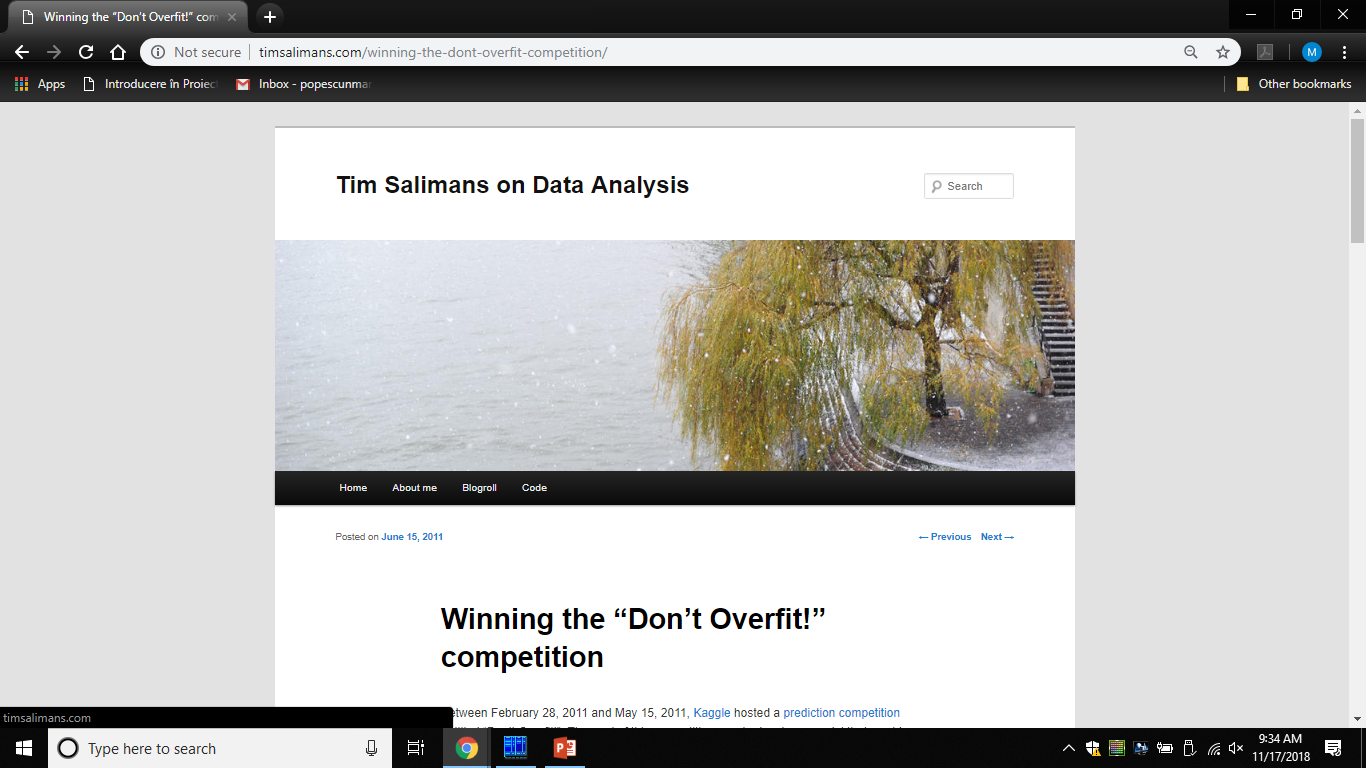 Winning the “Don’t Overfit!” com
Not secure timsalimans.com/winning-the-dont-overfit-competition/
M
Apps Introducere în Proiect Inbox - popescunmar Other bookmarks
Tim Salimans on Data Analysis
Search
Home About me Blogroll Code
Posted on June 15, 2011 ← Previous Next →
Winning the “Don’t Overfit!”
competition
etween February 28, 2011 and May 15, 2011, Kaggle hosted a prediction competition
timsalimans.com
Type here to search
9:34 AM
11/17/2018